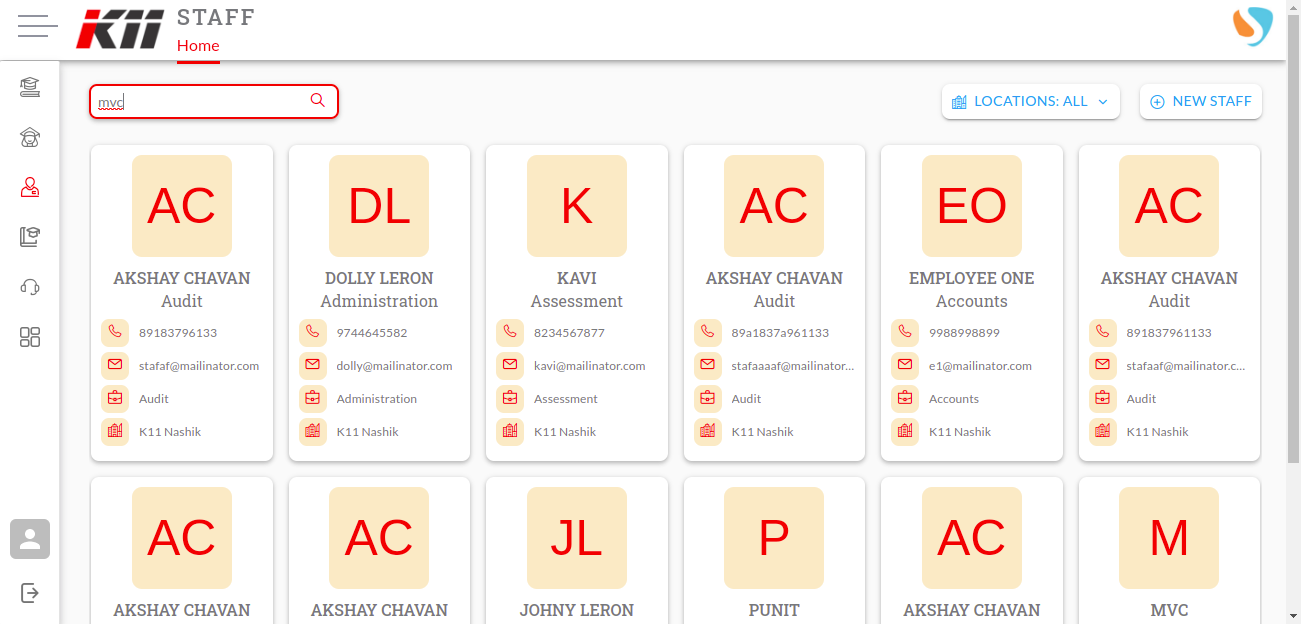 K11
STAFF
Home
mvc
LOCATIONS: ALL
NEW STAFF
AC
AKSHAY CHAVAN
Audit
89183796133
stafaf@mailinator.com
Audit
K11 Nashik
DL
DOLLY LERON
Administration
9744645582
dolly@mailinator.com
Administration
K11 Nashik
K
KAVI
Assessment
8234567877
kavi@mailinator.com
Assessment
K11 Nashik
AC
AKSHAY CHAVAN
Audit
89a1837a961133
stafaaaaf@mailinator...
Audit
K11 Nashik
EO
EMPLOYEE ONE
Accounts
9988998899
e1@mailinator.com
Accounts
K11 Nashik
AC
AKSHAY CHAVAN
Audit
891837961133
stafaaf@mailinator.c...
Audit
K11 Nashik
AC
AKSHAY CHAVAN
AC
AKSHAY CHAVAN
JL
JOHNY LERON
P
PUNIT
AC
AKSHAY CHAVAN
M
MVC